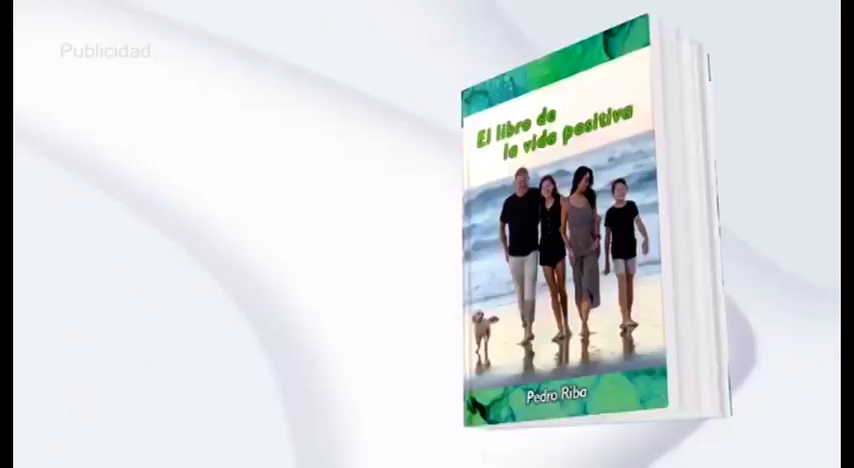 Publicidad
El libro de
la vida positiva
Pedro Riba